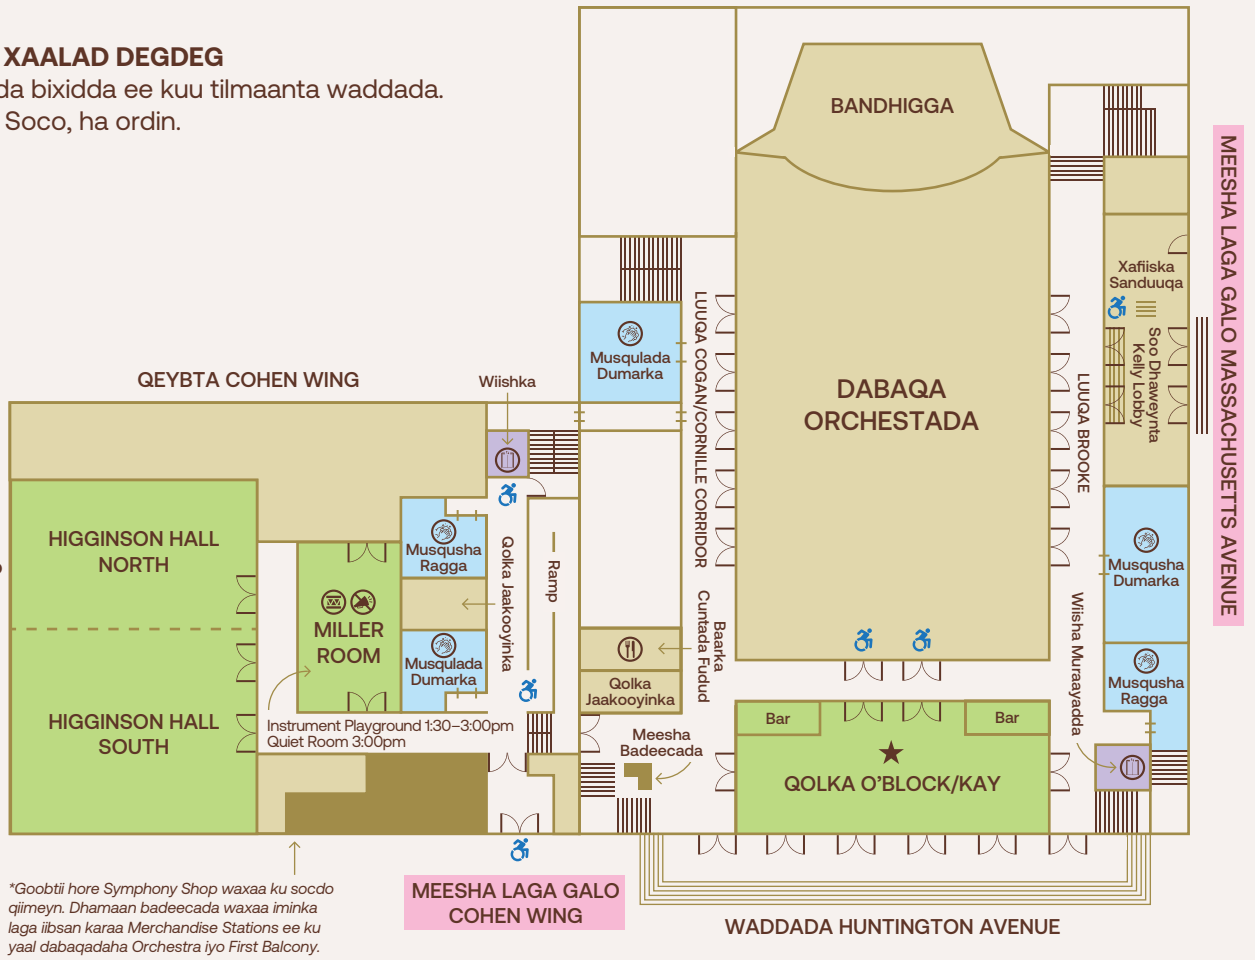 XAALAD DEGDEG
da bixidda ee kuu tilmaanta waddada.
Soco, ha ordin.
BANDHIGGA
DABAQA
ORCHESTADA
LUUQA COGAN/CORNILLE CORRIDOR
LUUQA BROOKE
Xafiiska
Sanduuqa
Soo Dhaweynta
Kelly Lobby
MEESHA LAGA GALO MASSACHUSETTS AVENUE
Musqulada
Dumarka
QEYBTA COHEN WING
Wiishka
HIGGINSON HALL
NORTH
HIGGINSON HALL
SOUTH
MILLER
ROOM
Musqusha
Ragga
Musqulada
Dumarka
Qolka Jaakooyinka
Ramp
Instrument Playground 1:30–3:00pm
Quiet Room 3:00pm
Baarka
Cuntada Fudud
Qolka
Jaakooyinka
Meesha
Badeecada
Bar
Bar
QOLKA O'BLOCK/KAY
Musqusha
Dumarka
Musqusha
Ragga
Wiisha Muraayadda
*Goobtii hore Symphony Shop waxaa ku socdo
qiimeyn. Dhamaan badeecada waxaa iminka
laga iibsan karaa Merchandise Stations ee ku
yaal dabaqadaha Orchestra iyo First Balcony.
MEESHA LAGA GALO
COHEN WING
WADDADA HUNTINGTON AVENUE